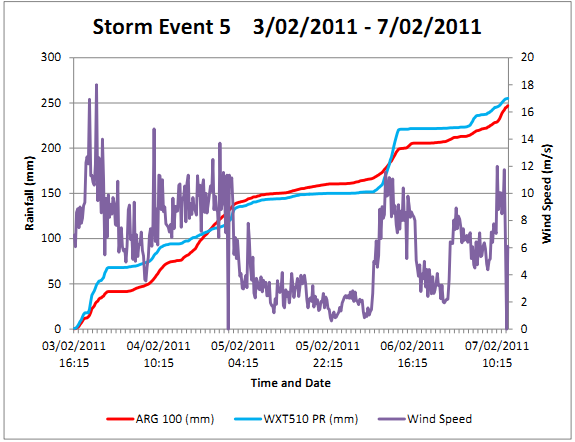 Storm Event 5 3/02/2011 - 7/02/2011
Rainfall (mm)
300
250
200
150
100
50
0
20
18
16
14
12
10
8
6
4
2
0
Wind Speed (m/s)
03/02/2011 04/02/2011 05/02/2011 05/02/2011 06/02/2011 07/02/2011
16:15 10:15 04:15 22:15 16:15 10:15
Time and Date
ARG 100 (mm) WXT510 PR (mm) Wind Speed